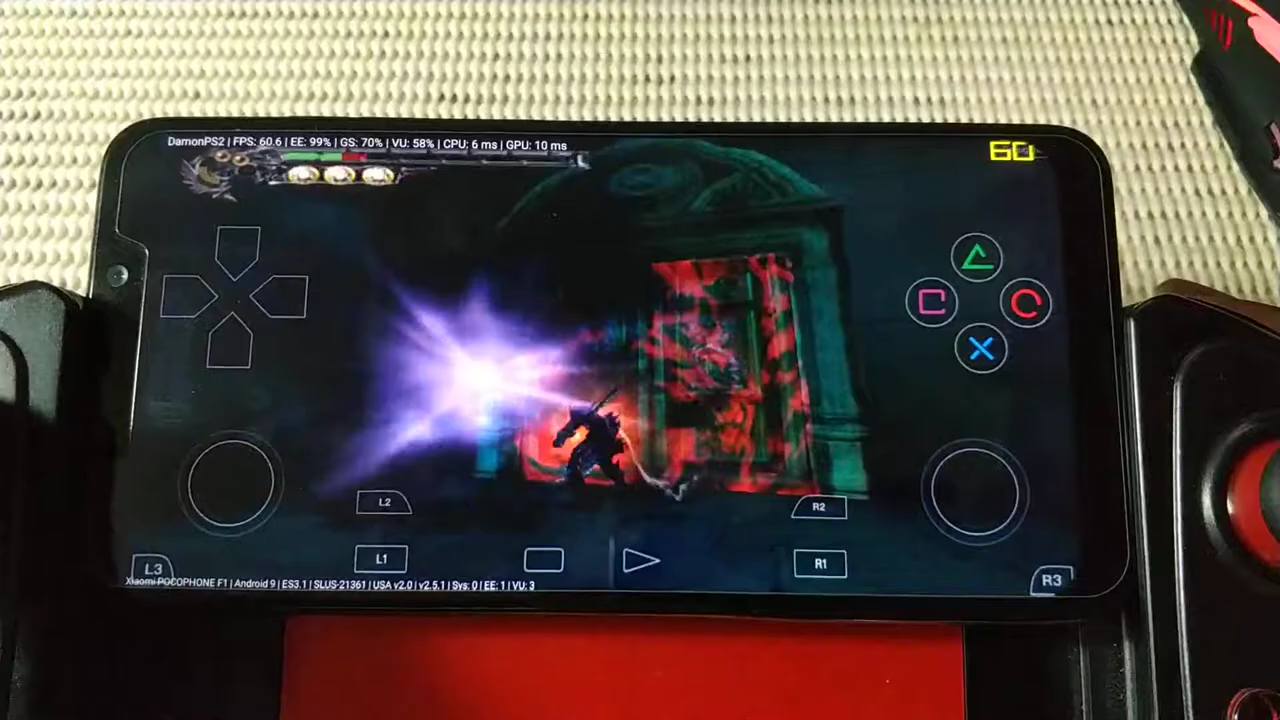 DamonPS2 | FPS: 60.6 | EE: 99% | GS: 70% | VU: 58% | CPU: 6 ms | GPU: 10 ms
60
L2
R2
L1
R1
L3
R3
Xiaomi POCOPHONE F1 | Android 9 | ES3.1 | SLUS-21361 | USA v2.0 | v2.5.1 | Sys: 0 | EE: 1 | VU: 3